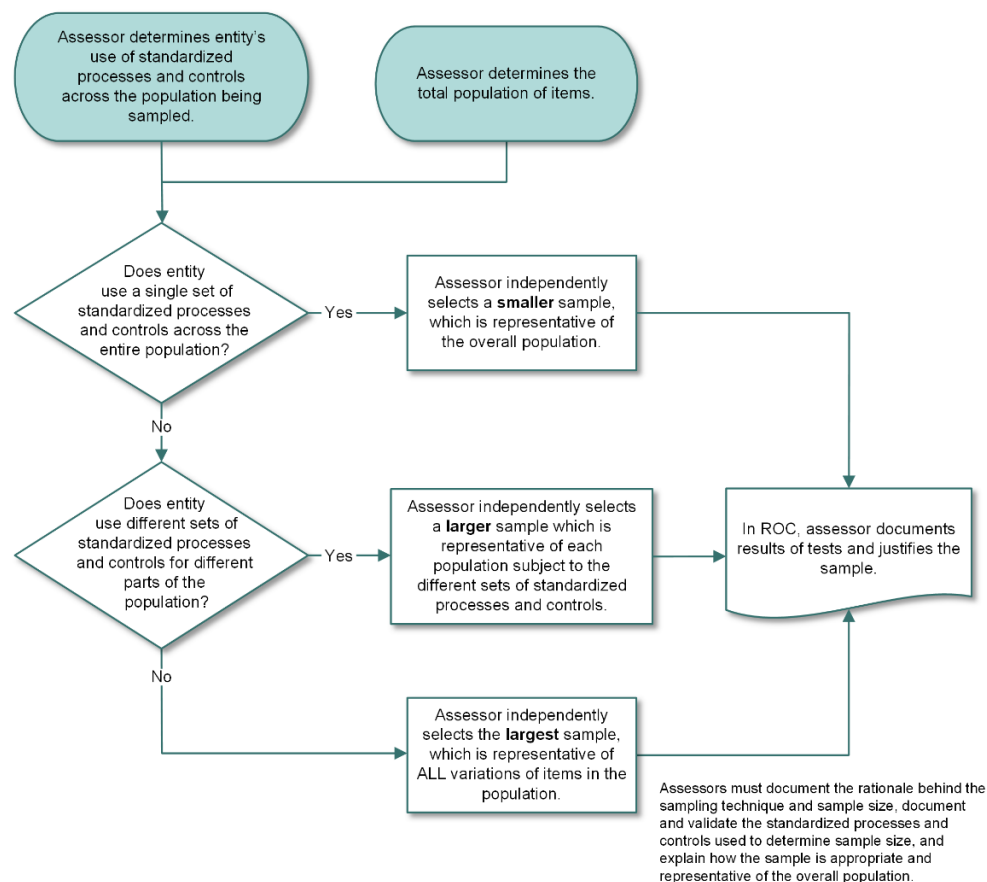 Assessor determines entity's
use of standardized
processes and controls
across the population being
sampled.
Assessor determines the
total population of items.
Does entity
use a single set of
standardized processes
and controls across the
entire population?
Yes
Assessor independently
selects a smaller sample,
which is representative of
the overall population.
No
Does entity
use different sets of
standardized processes
and controls for different
parts of the
population?
Yes
Assessor independently selects
a larger sample which is
representative of each
population subject to the
different sets of standardized
processes and controls.
In ROC, assessor documents
results of tests and justifies the
sample.
No
Assessor independently
selects the largest sample,
which is representative of
ALL variations of items in the
population.
Assessors must document the rationale behind the
sampling technique and sample size, document
and validate the standardized processes and
controls used to determine sample size, and
explain how the sample is appropriate and
representative of the overall population.